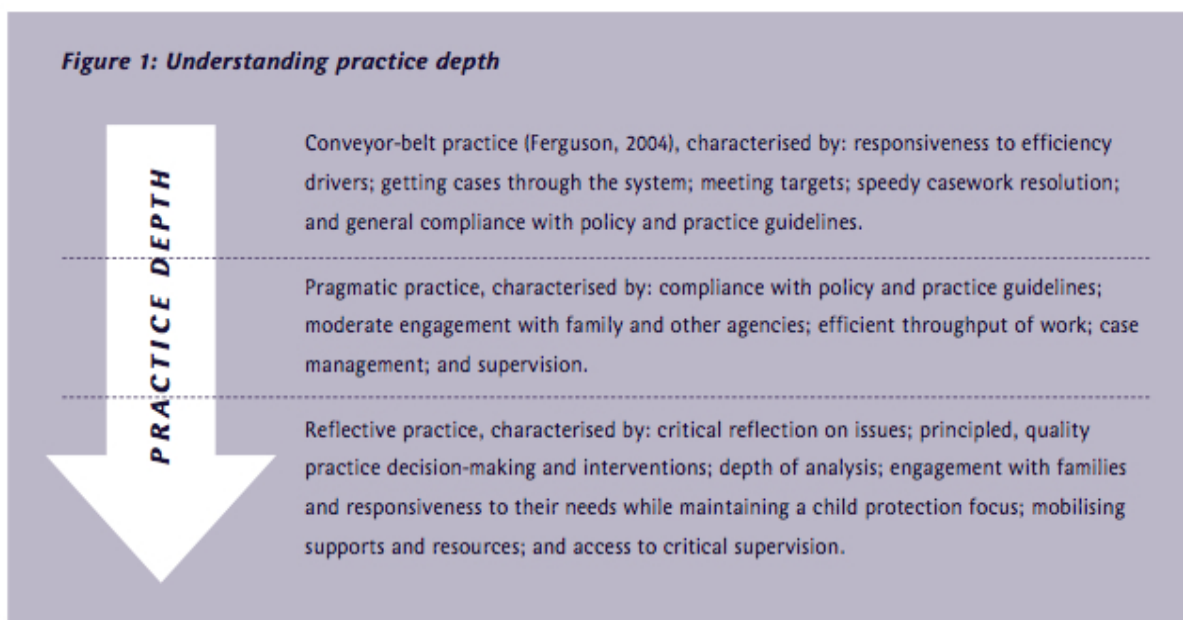 Figure 1: Understanding practice depth
PRACTICE DEPTH
Conveyor-belt practice (Ferguson, 2004), characterised by: responsiveness to efficiency
drivers; getting cases through the system; meeting targets; speedy casework resolution;
and general compliance with policy and practice guidelines.
Pragmatic practice, characterised by: compliance with policy and practice guidelines;
moderate engagement with family and other agencies; efficient throughput of work; case
management; and supervision.
Reflective practice, characterised by: critical reflection on issues; principled, quality
practice decision-making and interventions; depth of analysis; engagement with families
and responsiveness to their needs while maintaining a child protection focus; mobilising
supports and resources; and access to critical supervision.